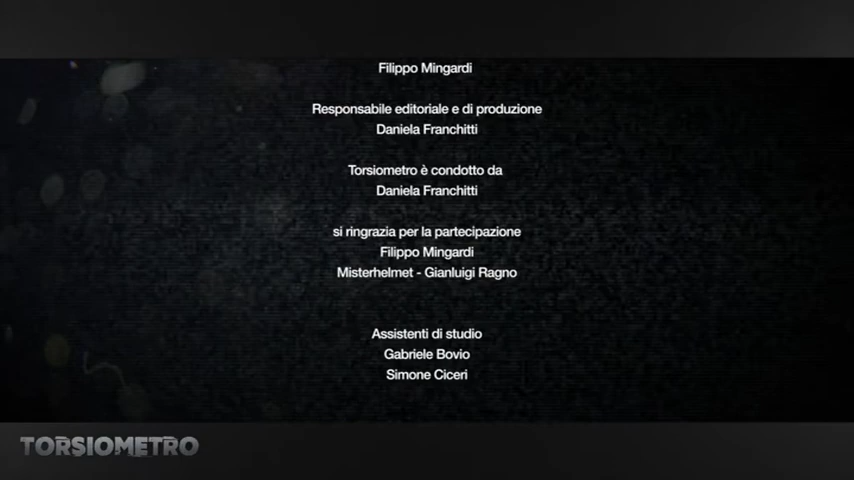 Filippo Mingardi
Responsabile editoriale e di produzione
Daniela Franchitti
Torsiometro è condotto da
Daniela Franchitti
si ringrazia per la partecipazione
Filippo Mingardi
Misterhelmet - Gianluigi Ragno
Assistenti di studio
Gabriele Bovio
Simone Ciceri
TORSIOMETRO